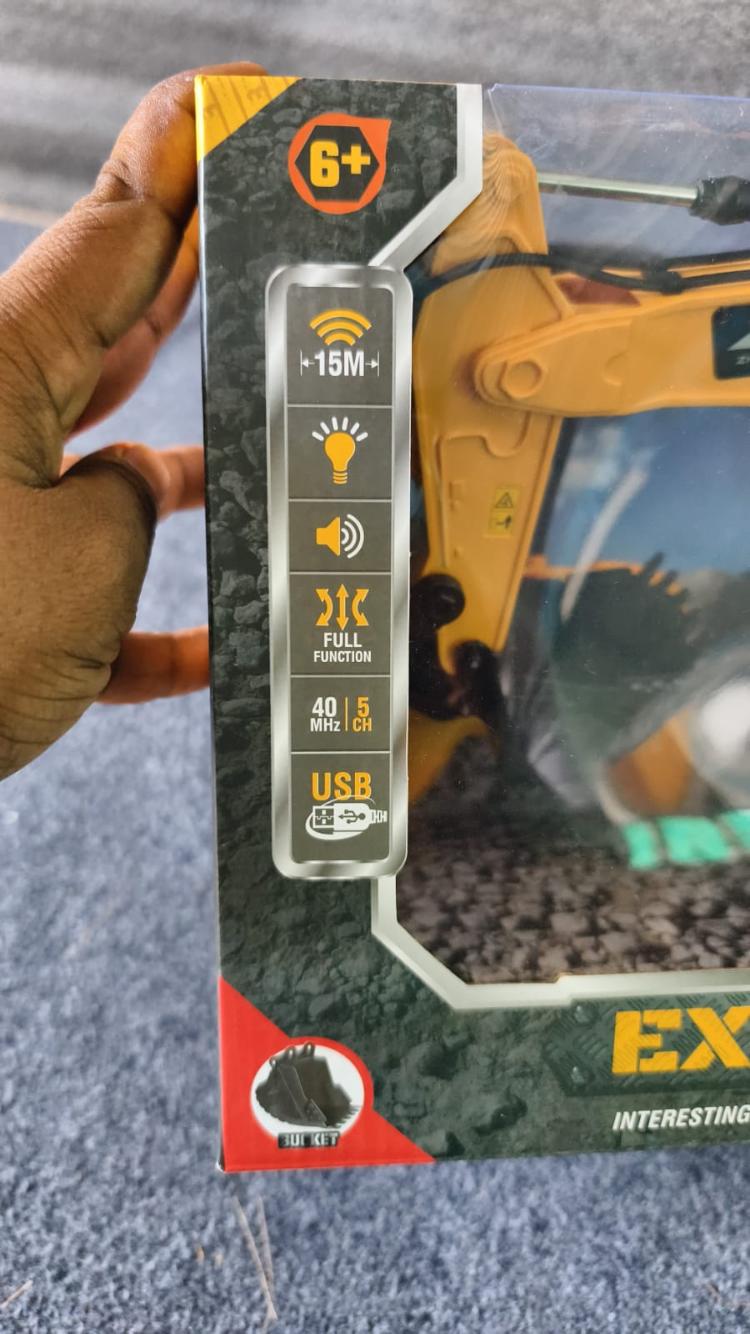 6+
15M
FULL
FUNCTION
40 | 5
MHz | CH
USB
EX
INTERESTING
BUCKET